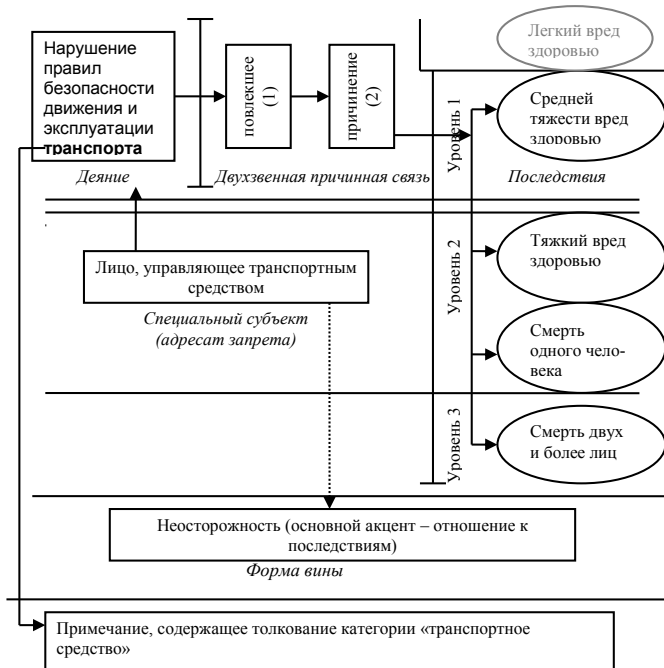 Нарушение
правил
безопасности
движения и
эксплуатации
транспорта
повлекшее
(1)
причинение
(2)
Легкий вред
здоровью
Уровень 1
Средней
тяжести вред
здоровью
Деяние
Двухзвенная причинная связь
Последствия
Лицо, управляющее транспортным
средством
Специальный субъект
(адресат запрета)
Уровень 2
Тяжкий вред
здоровью
Смерть
одного чело-
века
Уровень 3
Смерть двух
и более лиц
Неосторожность (основной акцент – отношение к
последствиям)
Форма вины
Примечание, содержащее толкование категории «транспортное
средство»